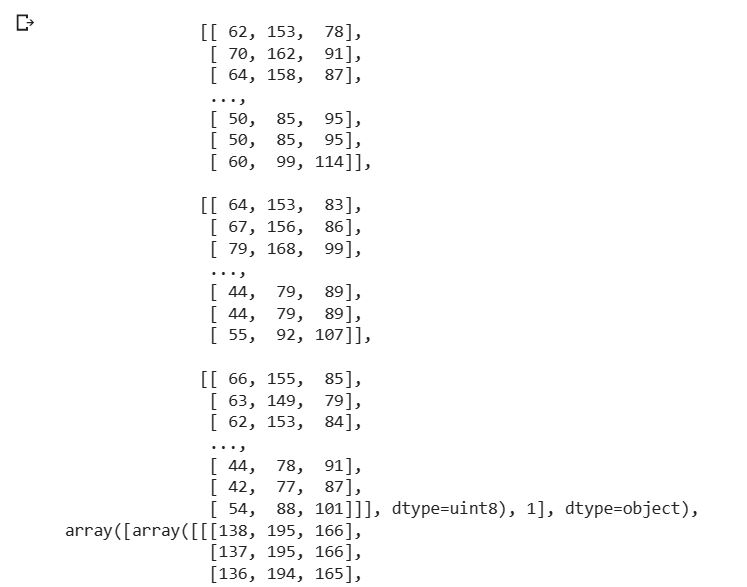 [[ 62, 153,  78],
[ 70, 162,  91],
[ 64, 158,  87],
...,
[ 50,  85,  95],
[ 50,  85,  95],
[ 60,  99, 114]],
[[ 64, 153,  83],
[ 67, 156,  86],
[ 79, 168,  99],
...,
[ 44,  79,  89],
[ 44,  79,  89],
[ 55,  92, 107]],
[[ 66, 155,  85],
[ 63, 149,  79],
[ 62, 153,  84],
...,
[ 44,  78,  91],
[ 42,  77,  87],
[ 54,  88, 101]]], dtype=uint8), 1], dtype=object),
array([array([[[138, 195, 166],
[137, 195, 166],
[136, 194, 165],